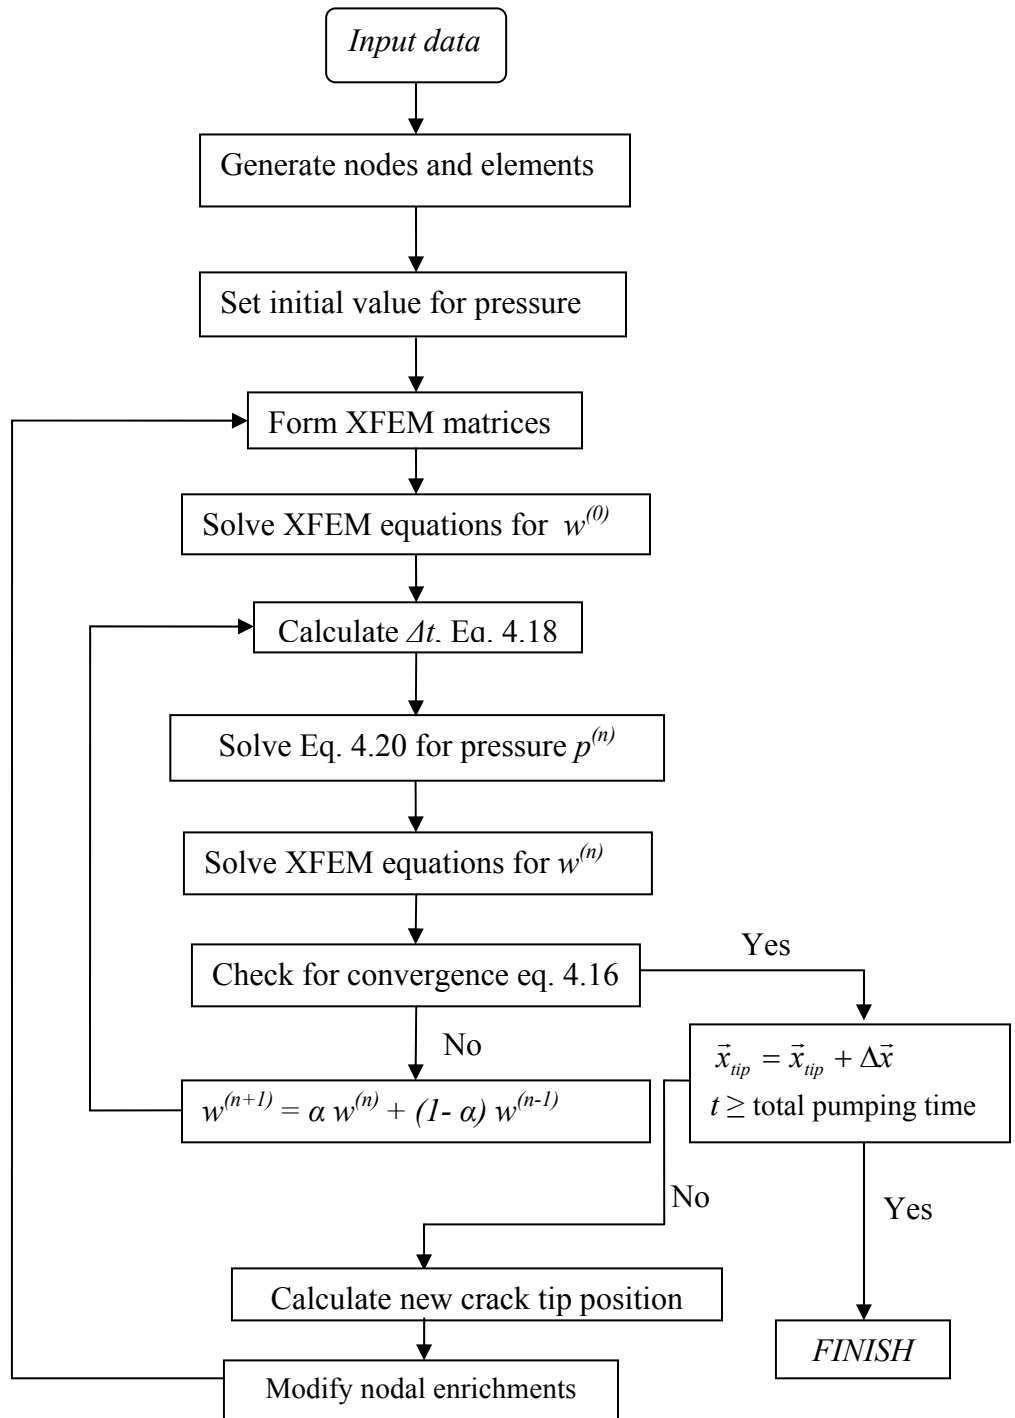 Input data
Generate nodes and elements
Set initial value for pressure
Form XFEM matrices
Solve XFEM equations for w^(0)
Calculate Δt, Eq. 4.18
Solve Eq. 4.20 for pressure p^(n)
Solve XFEM equations for w^(n)
Check for convergence eq. 4.16
Yes
No
w^(n+1) = α w^(n) + (1- α) w^(n-1)
x⃗_tip = x⃗_tip + Δx⃗
t ≥ total pumping time
No
Yes
Calculate new crack tip position
FINISH
Modify nodal enrichments